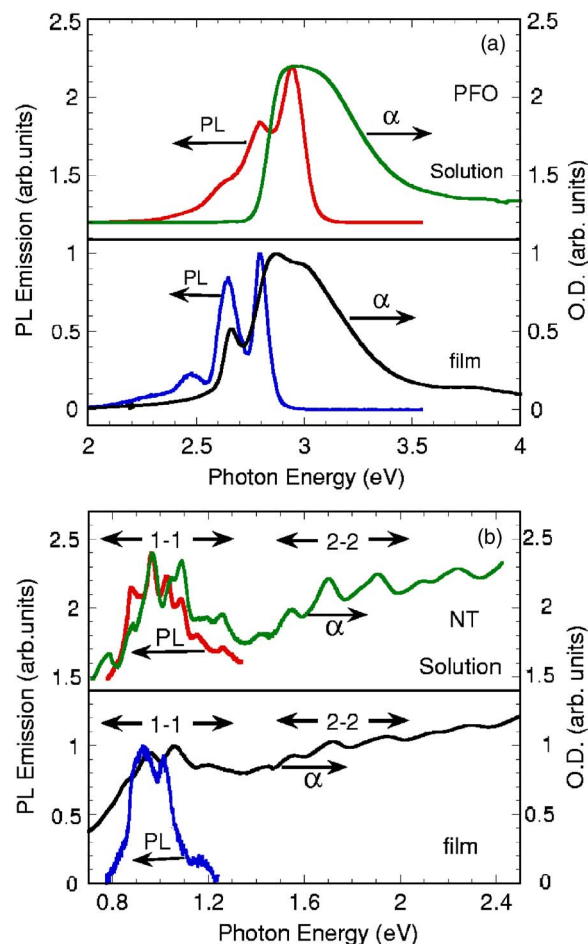 (a)
PFO
PL
α
Solution
PL
α
film
2.5
2
1.5
1
0.5
0
2.5
2
1.5
1
0.5
0
2
2.5
3
3.5
4
PL Emission (arb.units)
O.D. (arb. units)
Photon Energy (eV)
(b)
1-1
2-2
NT
α
PL
Solution
1-1
2-2
α
PL
film
2.5
2
1.5
1
0.5
0
2.5
2
1.5
1
0.5
0
0.8
1.2
1.6
2
2.4
PL Emission (arb.units)
O.D. (arb. units)
Photon Energy (eV)